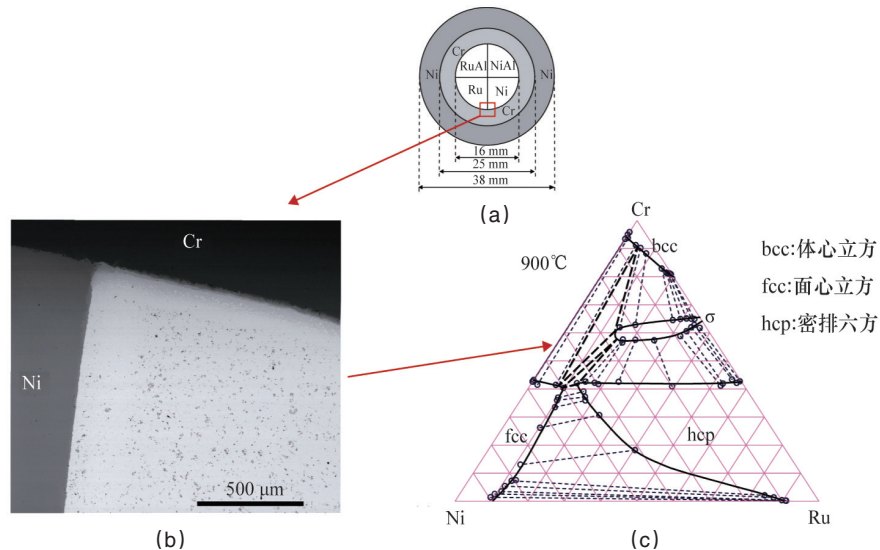 Cr
RuAl NiAl
Ni Ni
Ru Ni
Cr
16 mm
25 mm
38 mm
(a)
Cr
Ni
500 μm
(b)
Cr
900℃
bcc
σ
fcc
hcp
Ni
Ru
(c)
bcc:体心立方
fcc:面心立方
hcp:密排六方